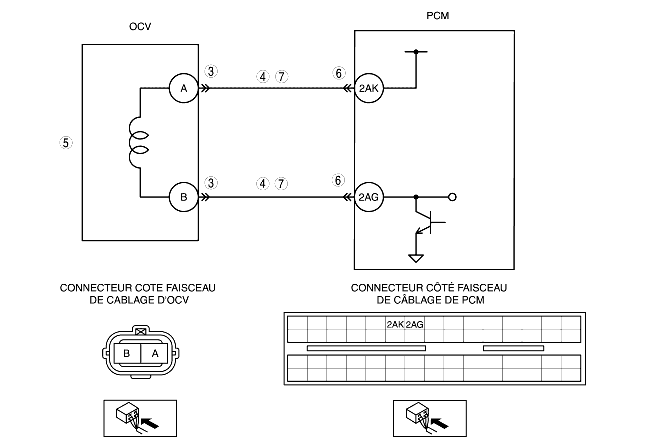 OCV
PCM
3
4 7
6
A
2AK
5
3
4 7
6
B
2AG
CONNECTEUR COTE FAISCEAU
DE CABLAGE D'OCV
CONNECTEUR CÔTÉ FAISCEAU
DE CÂBLAGE DE PCM
2AK 2AG
B A